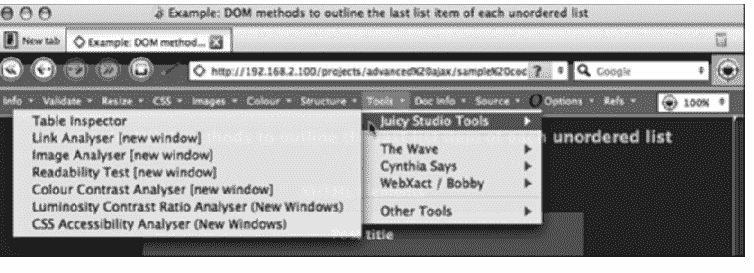 Example: DOM methods to outline the last list item of each unordered list
New tab Example: DOM method...
http://192.168.2.100/projects/advanced%20ajax/sample%20coc ? Google
Info Validate Resize CSS Images Colour Structure Tools Doc Info Source Options Refs 100%
Table Inspector
Link Analyser [new window]
Image Analyser [new window]
Readability Test [new window]
Colour Contrast Analyser [new window]
Luminosity Contrast Ratio Analyser (New Windows)
CSS Accessibility Analyser (New Windows)
Juicy Studio Tools
The Wave
Cynthia Says
WebXact / Bobby
Other Tools
unordered list
title